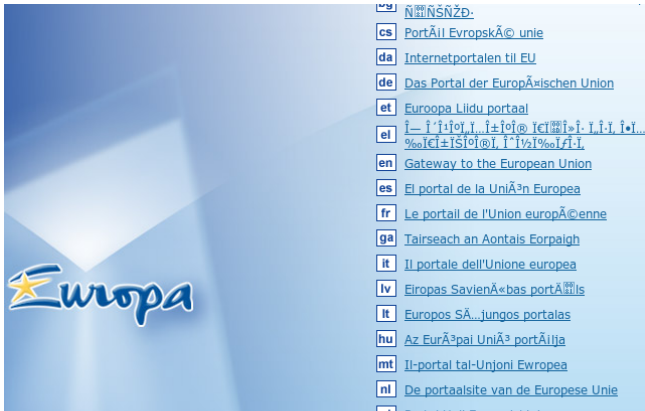 bg
cs PortÃ¡l EvropskÃ© unie
da Internetportalen til EU
de Das Portal der EuropÃ¤ischen Union
et Euroopa Liidu portaal
el
en Gateway to the European Union
es El portal de la UniÃ³n Europea
fr Le portail de l'Union europÃ©enne
ga Tairseach an Aontais Eorpaigh
it Il portale dell'Unione europea
lv Eiropas SavienÄ«bas
lt Europos SÄ…jungos portalas
hu Az EurÃ³pai UniÃ³ portÃ¡lja
mt Il-portal tal-Unjoni Ewropea
nl De portaalsite van de Europese Unie
Europa